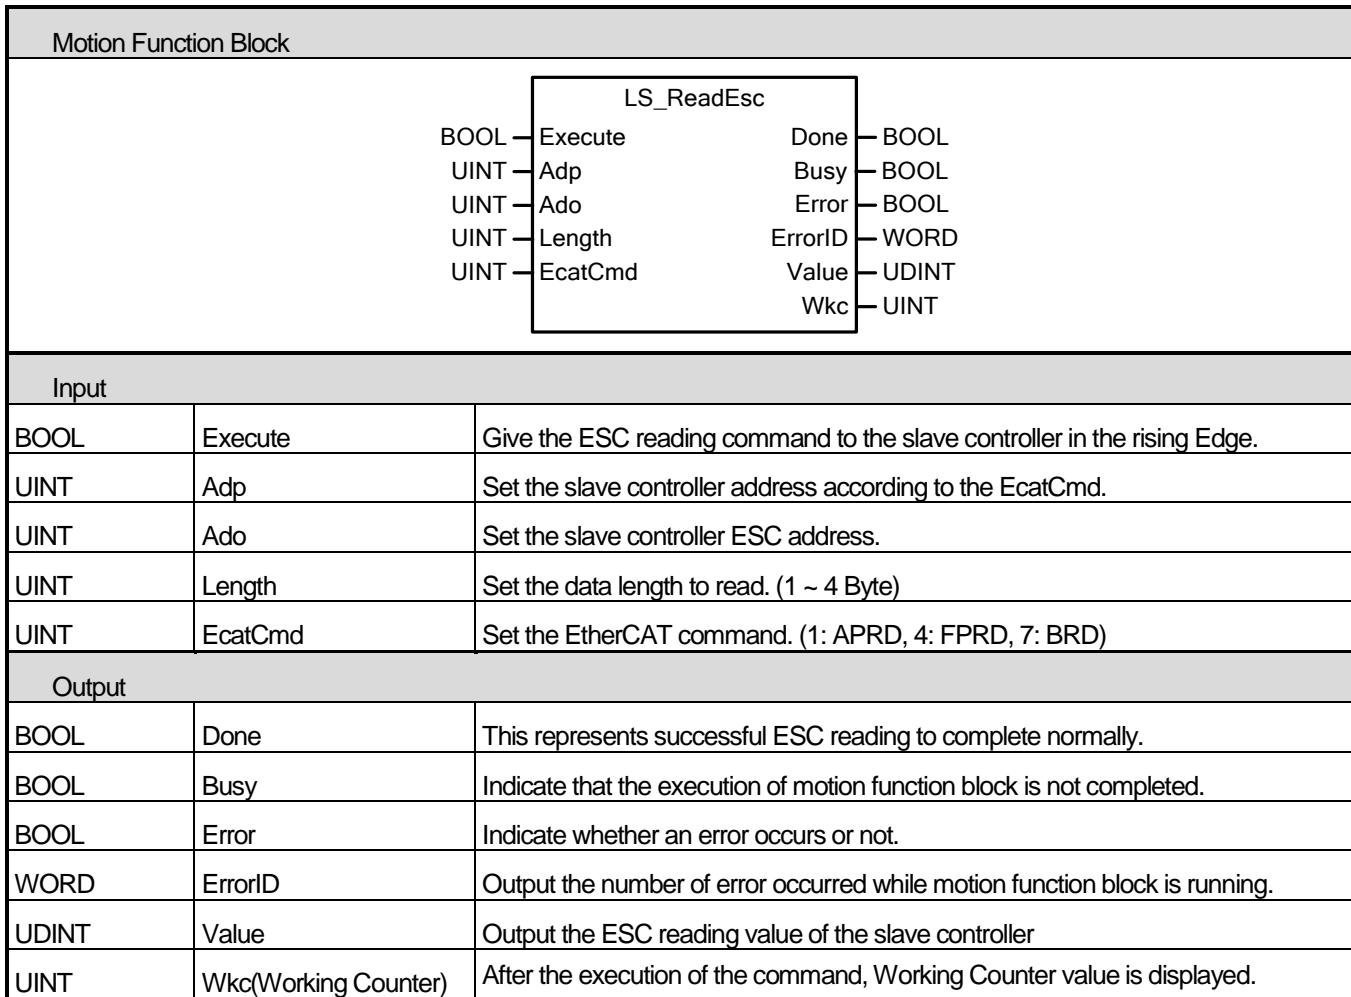 Motion Function Block
LS_ReadEsc
BOOL Execute Done BOOL
UINT Adp Busy BOOL
UINT Ado Error BOOL
UINT Length ErrorID WORD
UINT EcatCmd Value UDINT
Wkc UINT
Input
BOOL Execute Give the ESC reading command to the slave controller in the rising Edge.
UINT Adp Set the slave controller address according to the EcatCmd.
UINT Ado Set the slave controller ESC address.
UINT Length Set the data length to read. (1 ~ 4 Byte)
UINT EcatCmd Set the EtherCAT command. (1: APRD, 4: FPRD, 7: BRD)
Output
BOOL Done This represents successful ESC reading to complete normally.
BOOL Busy Indicate that the execution of motion function block is not completed.
BOOL Error Indicate whether an error occurs or not.
WORD ErrorID Output the number of error occurred while motion function block is running.
UDINT Value Output the ESC reading value of the slave controller
UINT Wkc(Working Counter) After the execution of the command, Working Counter value is displayed.